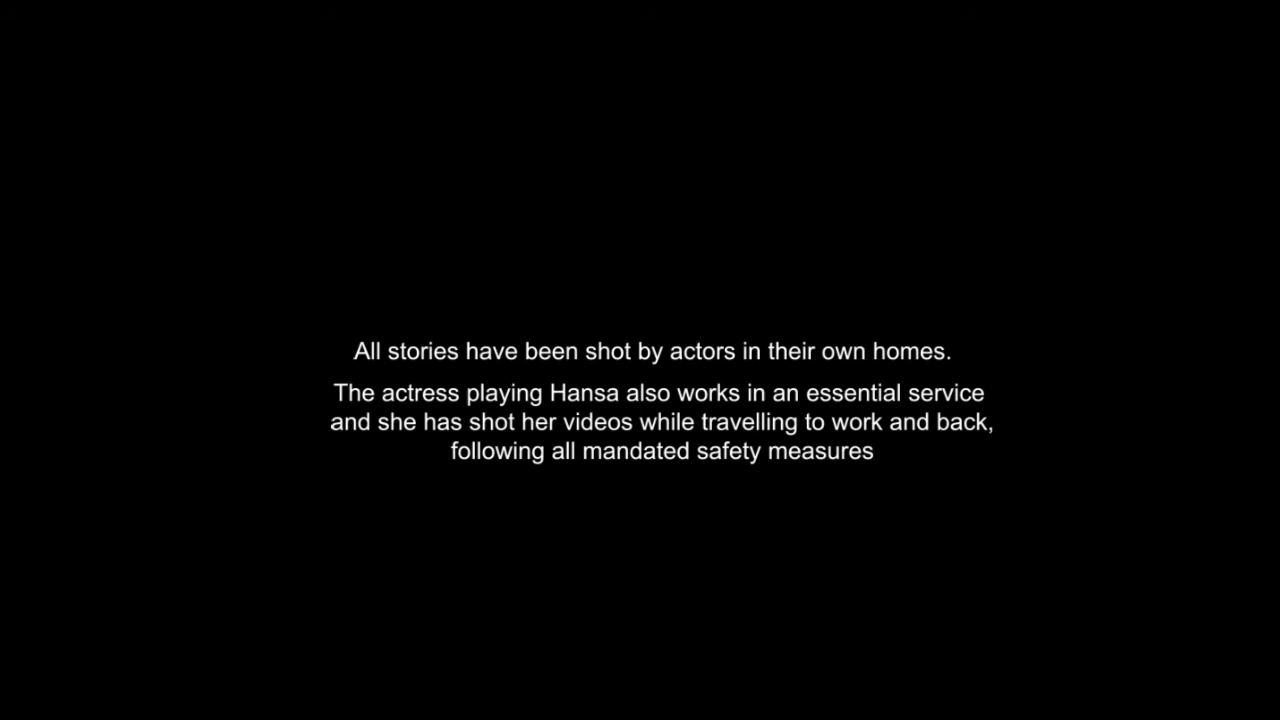 All stories have been shot by actors in their own homes.
The actress playing Hansa also works in an essential service
and she has shot her videos while travelling to work and back,
following all mandated safety measures